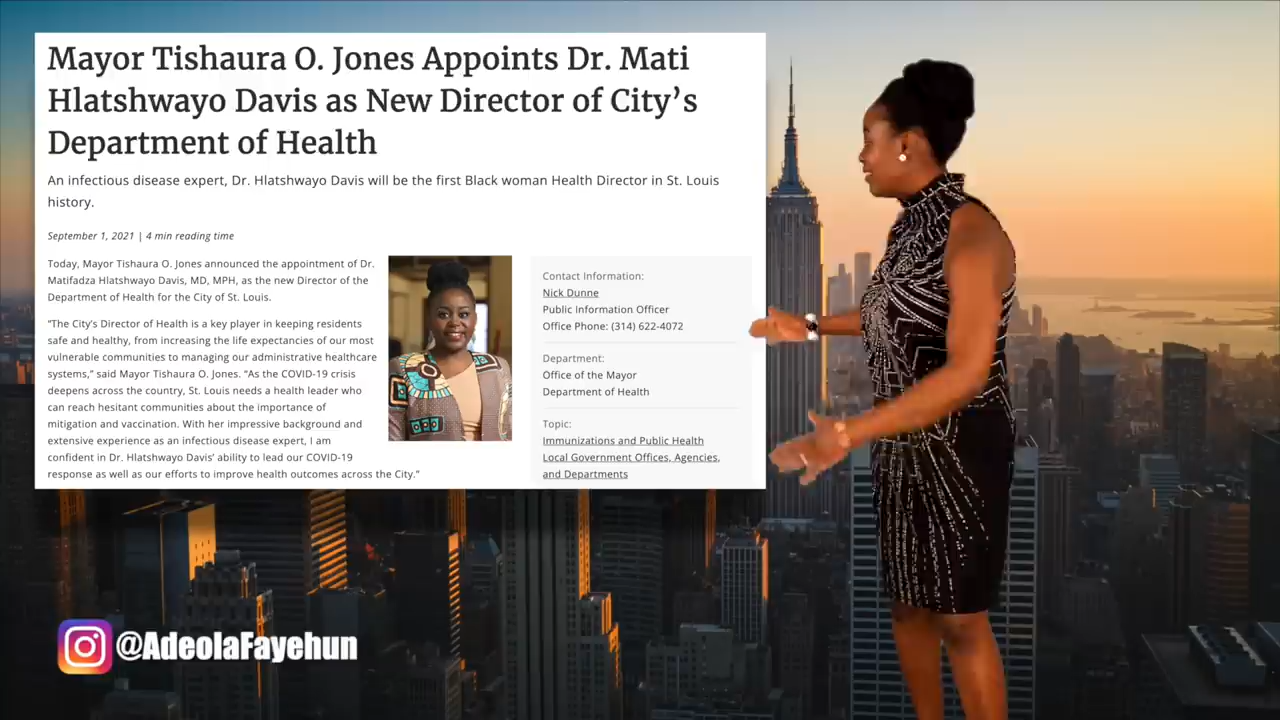 Mayor Tishaura O. Jones Appoints Dr. Mati
Hlatshwayo Davis as New Director of City’s
Department of Health
An infectious disease expert, Dr. Hlatshwayo Davis will be the first Black woman Health Director in St. Louis
history.
September 1, 2021 | 4 min reading time
Today, Mayor Tishaura O. Jones announced the appointment of Dr.
Matifadza Hlatshwayo Davis, MD, MPH, as the new Director of the
Department of Health for the City of St. Louis.
“The City’s Director of Health is a key player in keeping residents
safe and healthy, from increasing the life expectancies of our most
vulnerable communities to managing our administrative healthcare
systems,” said Mayor Tishaura O. Jones. “As the COVID-19 crisis
deepens across the country, St. Louis needs a health leader who
can reach hesitant communities about the importance of
mitigation and vaccination. With her impressive background and
extensive experience as an infectious disease expert, I am
confident in Dr. Hlatshwayo Davis’ ability to lead our COVID-19
response as well as our efforts to improve health outcomes across the City.”
Contact Information:
Nick Dunne
Public Information Officer
Office Phone: (314) 622-4072
Department:
Office of the Mayor
Department of Health
Topic:
Immunizations and Public Health
Local Government Offices, Agencies,
and Departments
@AdeolaFayehun